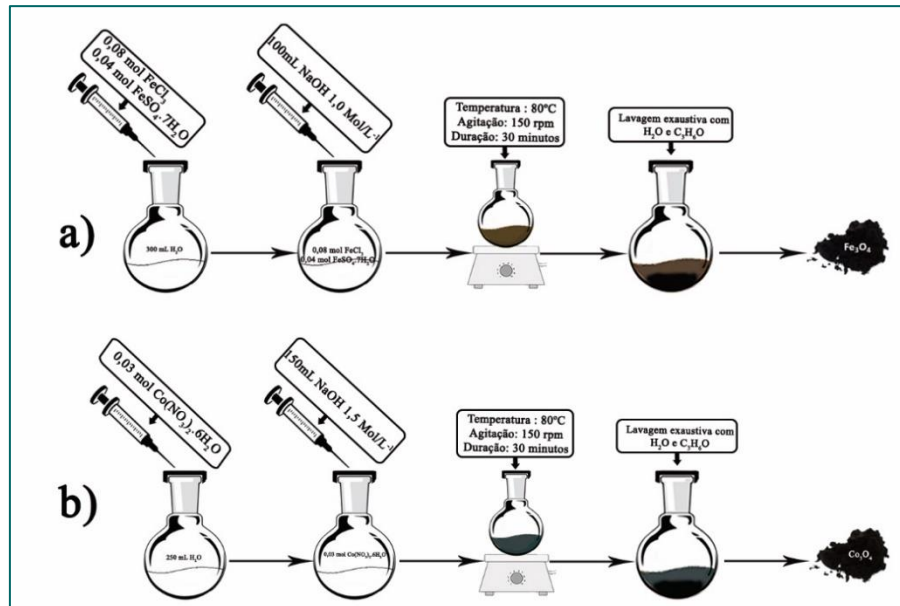 0,08 mol FeCl3
0,04 mol FeSO4.7H2O
100mL NaOH 1,0 Mol/L-1
Temperatura : 80ºC
Agitação: 150 rpm
Duração: 30 minutos
Lavagem exaustiva com
H2O e C3H6O
a)
300 mL H2O
0,08 mol FeCl3
0,04 mol FeSO4.7H2O
Fe3O4
0,03 mol Co(NO3)2.6H2O
150mL NaOH 1,5 Mol/L-1
Temperatura : 80ºC
Agitação: 150 rpm
Duração: 30 minutos
Lavagem exaustiva com
H2O e C3H6O
b)
250 mL H2O
0,03 mol Co(NO3)2.6H2O
Co3O4